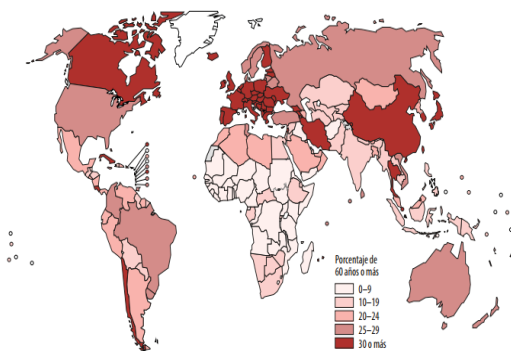 Porcentaje de
60 años o más
0–9
10–19
20–24
25–29
30 o más